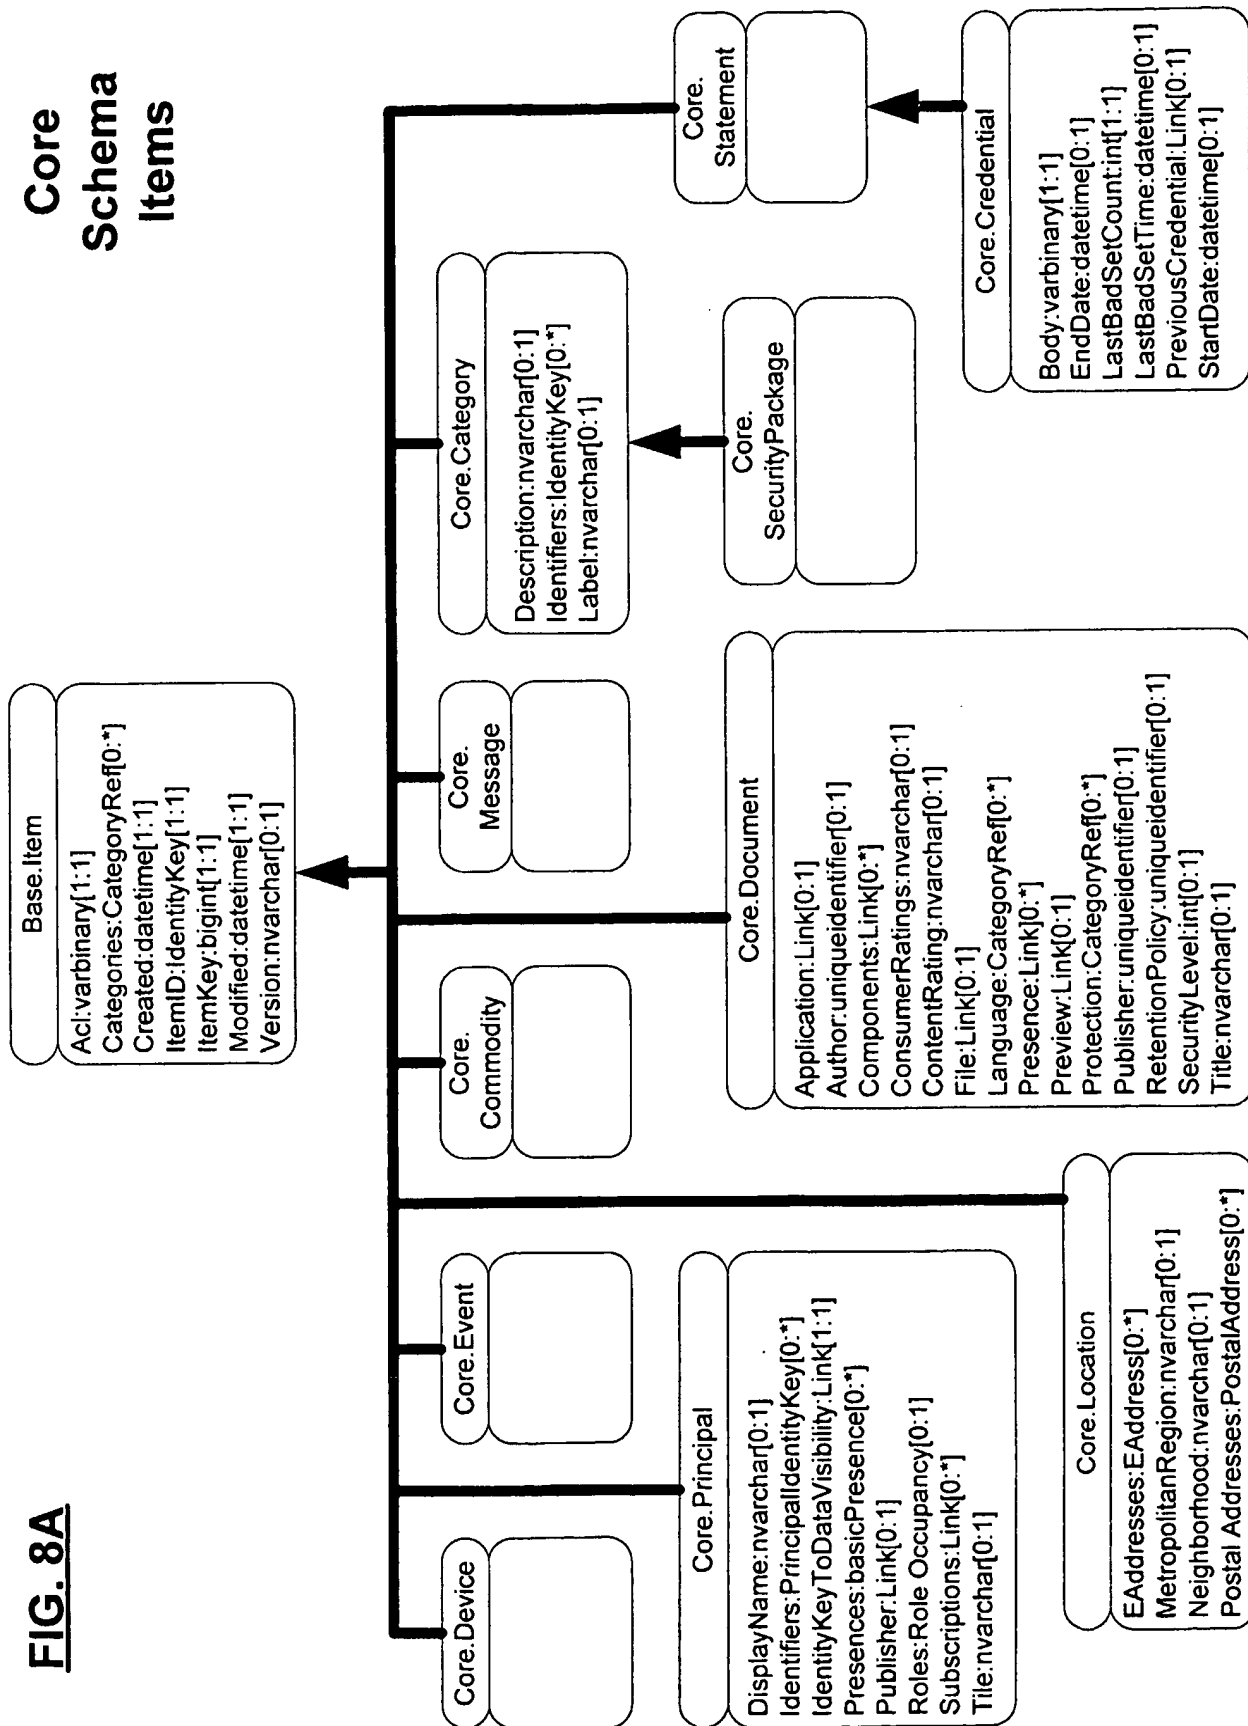 FIG. 8A
Core
Schema
Items
Base.Item
Acl:varbinary[1:1]
Categories:CategoryRef[0:*]
Created:datetime[1:1]
ItemID:IdentityKey[1:1]
ItemKey:bigint[1:1]
Modified:datetime[1:1]
Version:nvarchar[0:1]
Core.Device
Core.Event
Core.
Commodity
Core.
Message
Core.Category
Description:nvarchar[0:1]
Identifiers:IdentityKey[0:*]
Label:nvarchar[0:1]
Core.
Statement
Core.Principal
DisplayName:nvarchar[0:1]
Identifiers:PrincipalIdentityKey[0:*]
IdentityKeyToDataVisibility:Link[1:1]
Presences:basicPresence[0:*]
Publisher:Link[0:1]
Roles:Role Occupancy[0:1]
Subscriptions:Link[0:*]
Tile:nvarchar[0:1]
Core.Document
Application:Link[0:1]
Author:uniqueidentifier[0:1]
Components:Link[0:*]
ConsumerRatings:nvarchar[0:1]
ContentRating:nvarchar[0:1]
File:Link[0:1]
Language:CategoryRef[0:*]
Presence:Link[0:*]
Preview:Link[0:1]
Protection:CategoryRef[0:*]
Publisher:uniqueidentifier[0:1]
RetentionPolicy:uniqueidentifier[0:1]
SecurityLevel:int[0:1]
Title:nvarchar[0:1]
Core.
SecurityPackage
Core.Location
EAddresses:EAddress[0:*]
MetropolitanRegion:nvarchar[0:1]
Neighborhood:nvarchar[0:1]
Postal Addresses:PostalAddress[0:*]
Core.Credential
Body:varbinary[1:1]
EndDate:datetime[0:1]
LastBadSetCount:int[1:1]
LastBadSetTime:datetime[0:1]
PreviousCredential:Link[0:1]
StartDate:datetime[0:1]